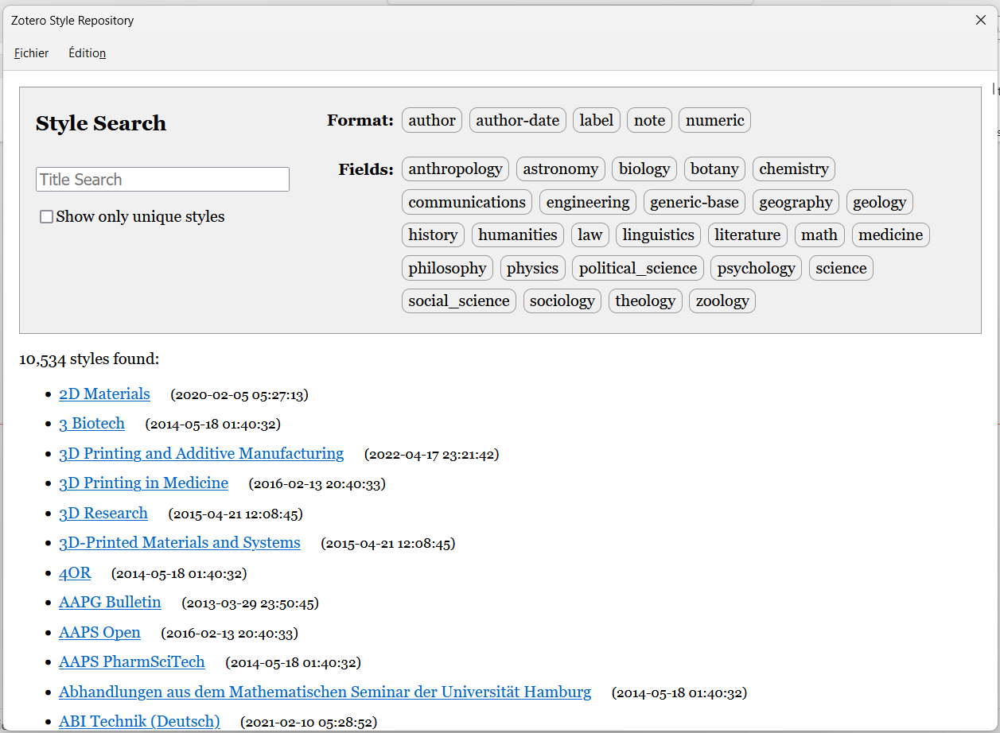 Zotero Style Repository
Fichier Édition
Style Search
Title Search
Show only unique styles
Format: author author-date label note numeric
Fields: anthropology astronomy biology botany chemistry
communications engineering generic-base geography geology
history humanities law linguistics literature math medicine
philosophy physics political_science psychology science
social_science sociology theology zoology
10,534 styles found:
• 2D Materials (2020-02-05 05:27:13)
• 3 Biotech (2014-05-18 01:40:32)
• 3D Printing and Additive Manufacturing (2022-04-17 23:21:42)
• 3D Printing in Medicine (2016-02-13 20:40:33)
• 3D Research (2015-04-21 12:08:45)
• 3D-Printed Materials and Systems (2015-04-21 12:08:45)
• 4OR (2014-05-18 01:40:32)
• AAPG Bulletin (2013-03-29 23:50:45)
• AAPS Open (2016-02-13 20:40:33)
• AAPS PharmSciTech (2014-05-18 01:40:32)
• Abhandlungen aus dem Mathematischen Seminar der Universität Hamburg (2014-05-18 01:40:32)
• ABI Technik (Deutsch) (2021-02-10 05:28:52)